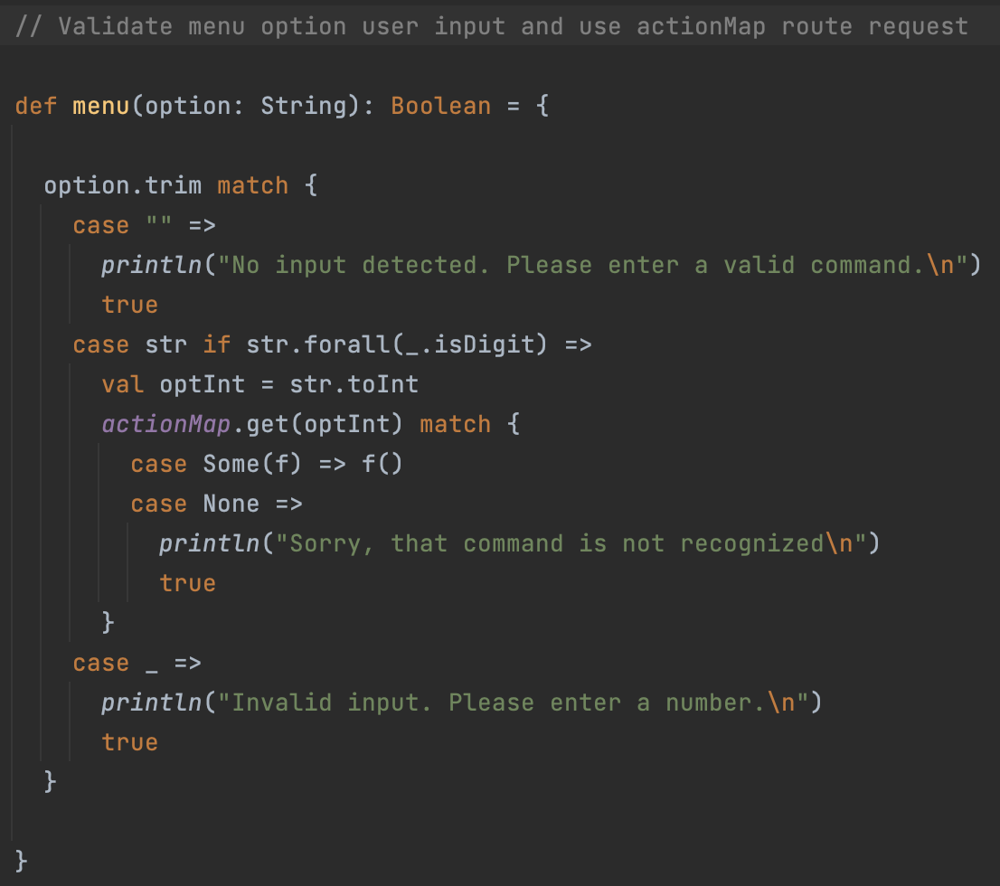 // Validate menu option user input and use actionMap route request
def menu(option: String): Boolean = {
option.trim match {
case "" =>
println("No input detected. Please enter a valid command.\n")
true
case str if str.forall(_.isDigit) =>
val optInt = str.toInt
actionMap.get(optInt) match {
case Some(f) => f()
case None =>
println("Sorry, that command is not recognized\n")
true
}
case _ =>
println("Invalid input. Please enter a number.\n")
true
}
}